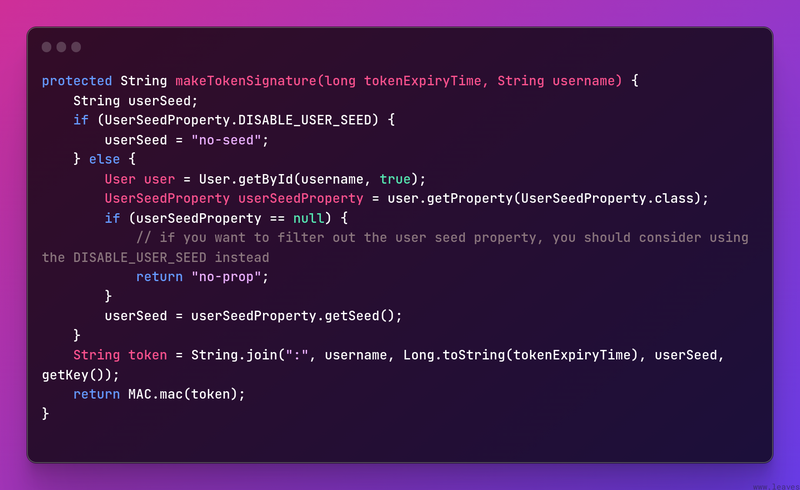 protected String makeTokenSignature(long tokenExpiryTime, String username) {
    String userSeed;
    if (UserSeedProperty.DISABLE_USER_SEED) {
        userSeed = "no-seed";
    } else {
        User user = User.getById(username, true);
        UserSeedProperty userSeedProperty = user.getProperty(UserSeedProperty.class);
        if (userSeedProperty == null) {
            // if you want to filter out the user seed property, you should consider using
the DISABLE_USER_SEED instead
            return "no-prop";
        }
        userSeed = userSeedProperty.getSeed();
    }
    String token = String.join(":", username, Long.toString(tokenExpiryTime), userSeed,
getKey());
    return MAC.mac(token);
}